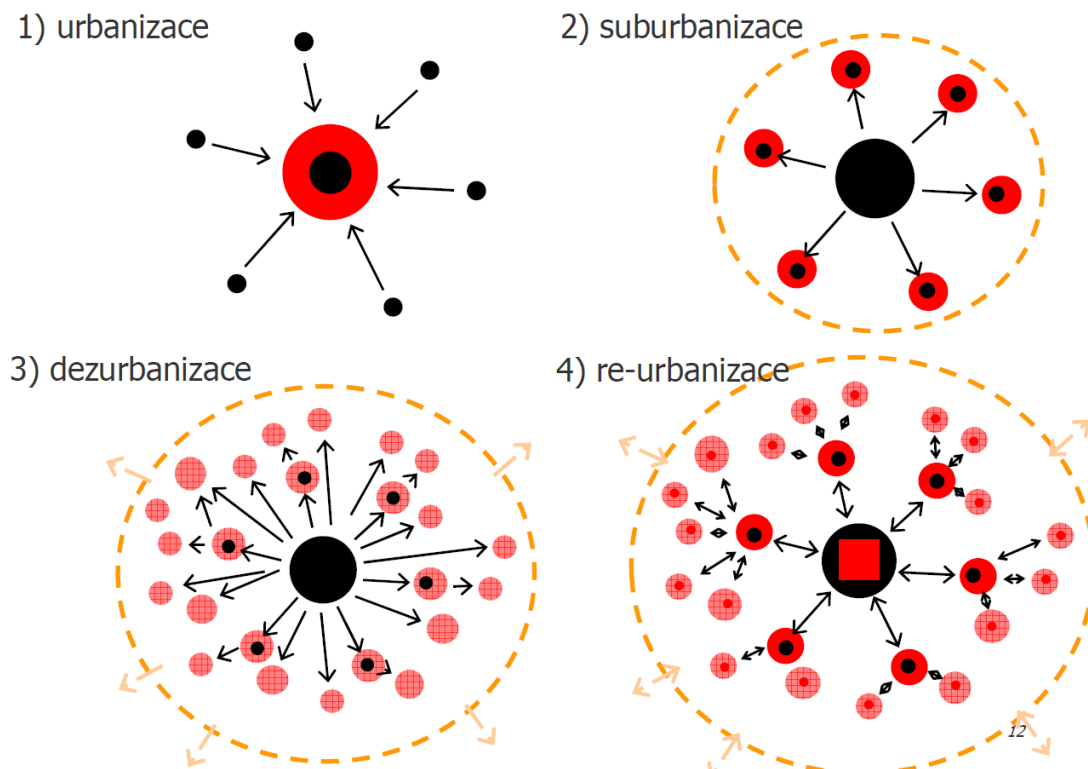 1) urbanizace
2) suburbanizace
3) dezurbanizace
4) re-urbanizace
12